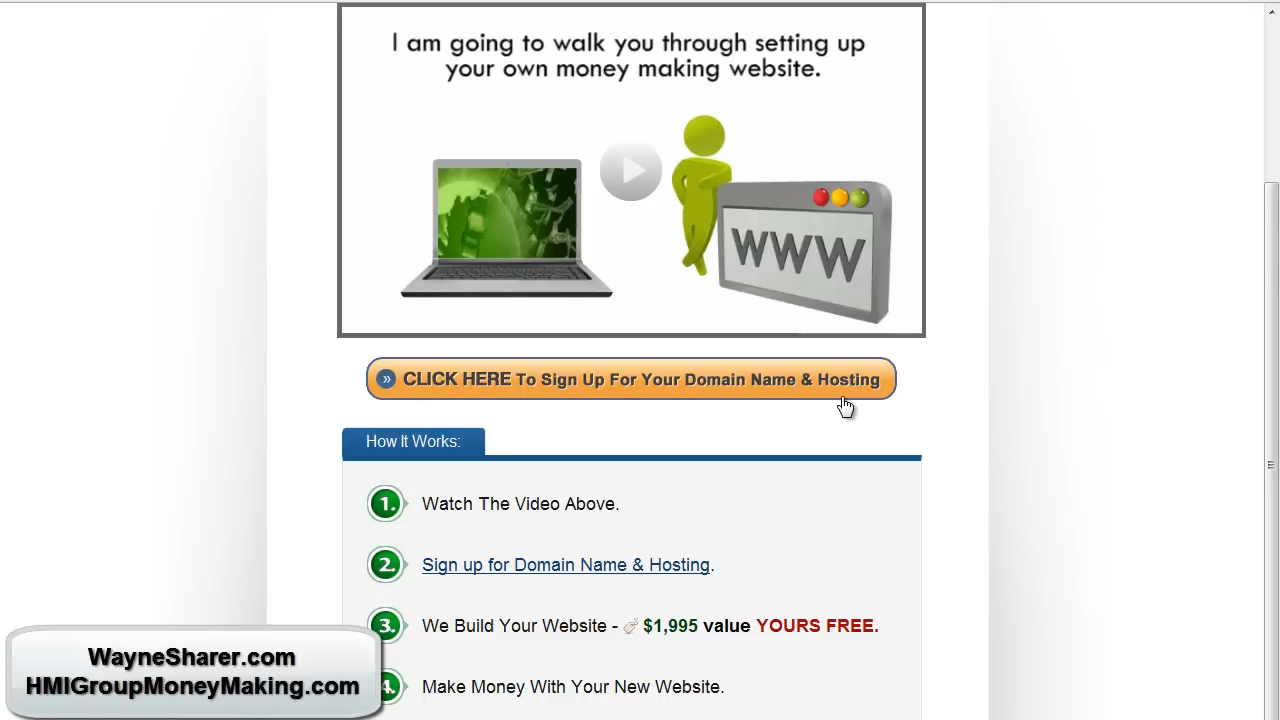 I am going to walk you through setting up
your own money making website.
WWW
» CLICK HERE To Sign Up For Your Domain Name & Hosting
How It Works:
1. Watch The Video Above.
2. Sign up for Domain Name & Hosting.
3. We Build Your Website - $1,995 value YOURS FREE.
4. Make Money With Your New Website.
WayneSharer.com
HMIGroupMoneyMaking.com